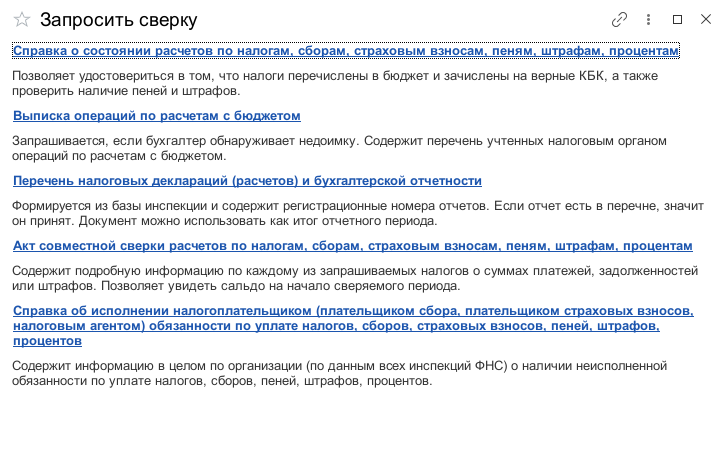 Запросить сверку
Справка о состоянии расчетов по налогам, сборам, страховым взносам, пеням, штрафам, процентам
Позволяет удостовериться в том, что налоги перечислены в бюджет и зачислены на верные КБК, а также
проверить наличие пеней и штрафов.
Выписка операций по расчетам с бюджетом
Запрашивается, если бухгалтер обнаруживает недоимку. Содержит перечень учтенных налоговым органом
операций по расчетам с бюджетом.
Перечень налоговых деклараций (расчетов) и бухгалтерской отчетности
Формируется из базы инспекции и содержит регистрационные номера отчетов. Если отчет есть в перечне, значит
он принят. Документ можно использовать как итог отчетного периода.
Акт совместной сверки расчетов по налогам, сборам, страховым взносам, пеням, штрафам, процентам
Содержит подробную информацию по каждому из запрашиваемых налогов о суммах платежей, задолженностей
или штрафов. Позволяет увидеть сальдо на начало сверяемого периода.
Справка об исполнении налогоплательщиком (плательщиком сбора, плательщиком страховых взносов,
налоговым агентом) обязанности по уплате налогов, сборов, страховых взносов, пеней, штрафов,
процентов
Содержит информацию в целом по организации (по данным всех инспекций ФНС) о наличии неисполненной
обязанности по уплате налогов, сборов, пеней, штрафов, процентов.